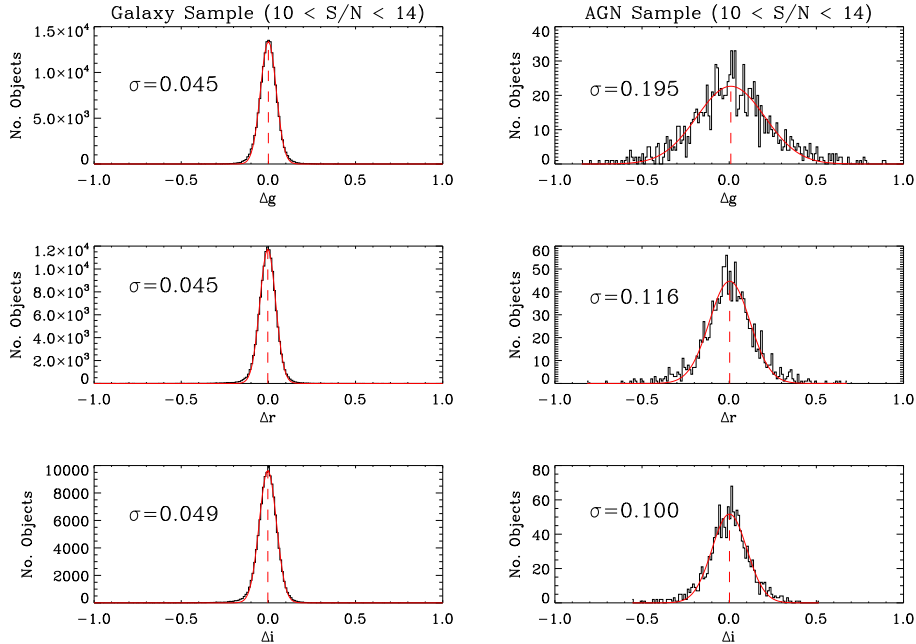 Galaxy Sample (10 < S/N < 14)
1.5×10⁴
1.0×10⁴
5.0×10³
0
No. Objects
σ=0.045
-1.0 -0.5 0.0 0.5 1.0
Δg
AGN Sample (10 < S/N < 14)
40
30
20
10
0
No. Objects
σ=0.195
-1.0 -0.5 0.0 0.5 1.0
Δg
1.2×10⁴
1.0×10⁴
8.0×10³
6.0×10³
4.0×10³
2.0×10³
0
No. Objects
σ=0.045
-1.0 -0.5 0.0 0.5 1.0
Δr
60
50
40
30
20
10
0
No. Objects
σ=0.116
-1.0 -0.5 0.0 0.5 1.0
Δr
10000
8000
6000
4000
2000
0
No. Objects
σ=0.049
-1.0 -0.5 0.0 0.5 1.0
Δi
80
60
40
20
0
No. Objects
σ=0.100
-1.0 -0.5 0.0 0.5 1.0
Δi